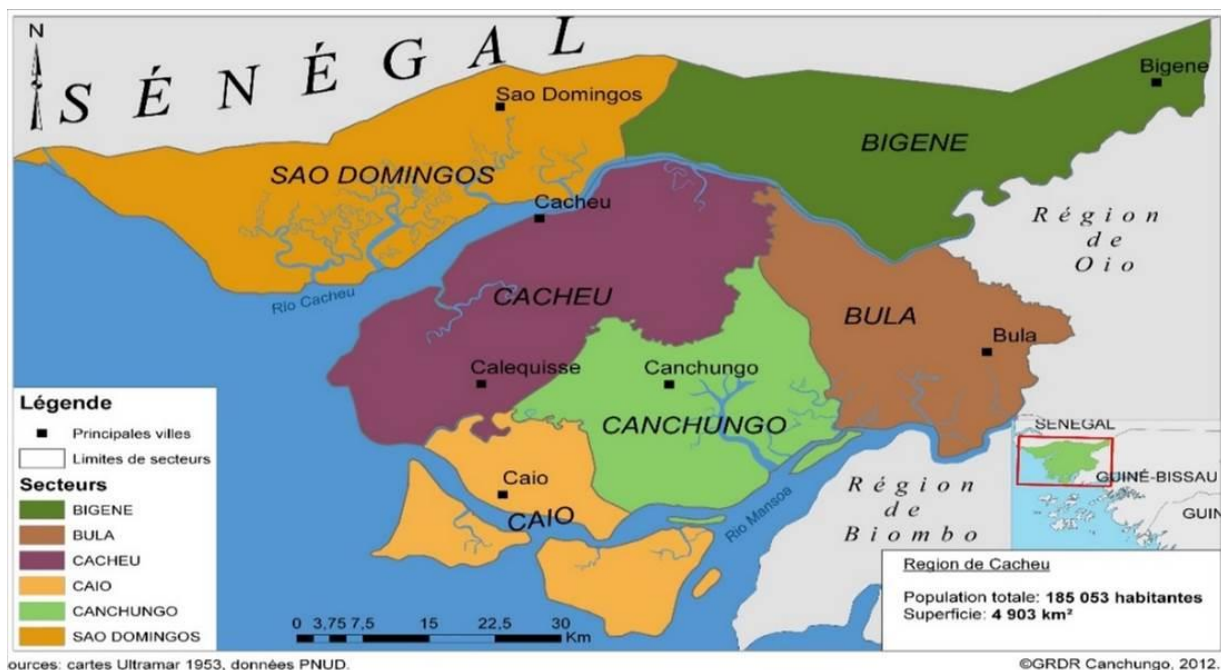 N
SÉNÉGAL
Sao Domingos
Bigene
SAO DOMINGOS
BIGENE
Cacheu
Région
de
Oio
Rio Cacheu
CACHEU
BULA
Bula
Calequisse
Canchungo
CANCHUNGO
Caio
CAIO
Rio Mansoa
Région
de
Biombo
Légende
Principales villes
Limites de secteurs
Secteurs
BIGENE
BULA
CACHEU
CAIO
CANCHUNGO
SAO DOMINGOS
SENEGAL
GUINÉ-BISSAU
GUIN
Region de Cacheu
Population totale: 185 053 habitantes
Superficie: 4 903 km²
0 3,75 7,5 15 22,5 30
Km
ources: cartes Ultramar 1953, données PNUD.
©GRDR Canchungo, 2012.